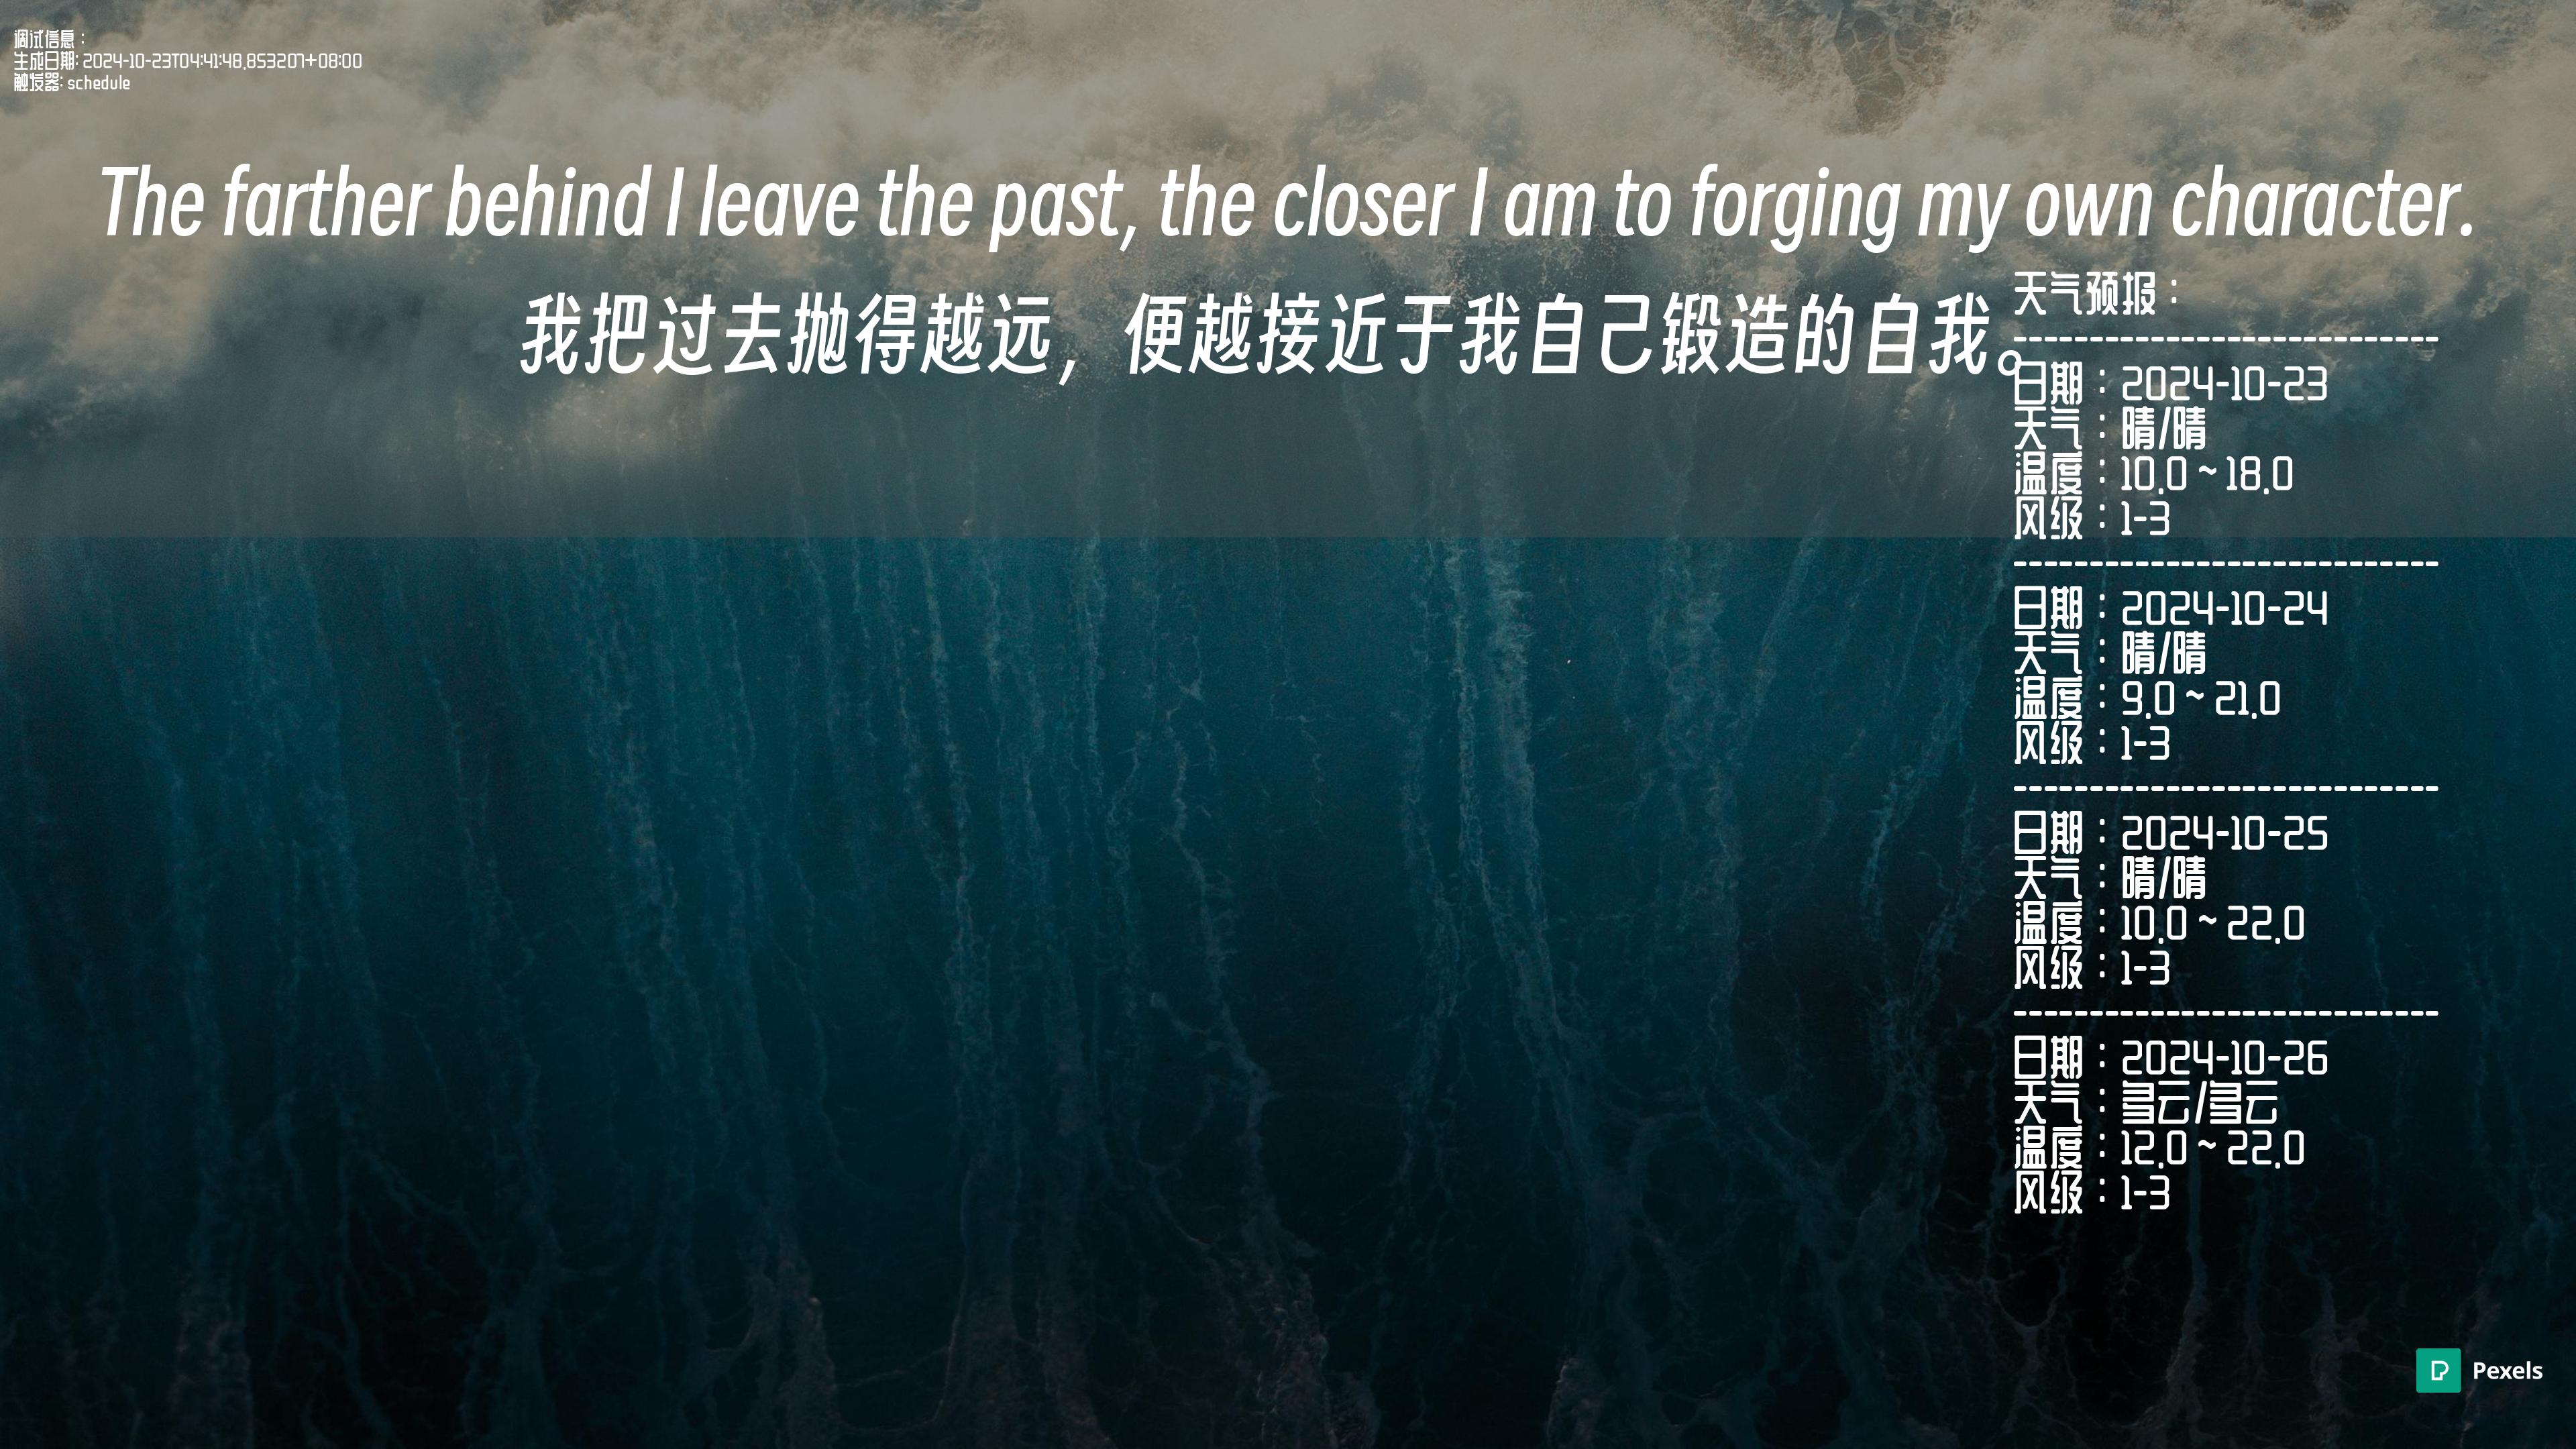 调试信息：
生成日期: 2024-10-23T04:41:48.853207+08:00
触发器: schedule
The farther behind I leave the past, the closer I am to forging my own character.
我把过去抛得越远，便越接近于我自己锻造的自我。
天气预报：
----------------------------
日期：2024-10-23
天气：晴/晴
温度：10.0 ~ 18.0
风级：1-3
----------------------------
日期：2024-10-24
天气：晴/晴
温度：9.0 ~ 21.0
风级：1-3
----------------------------
日期：2024-10-25
天气：晴/晴
温度：10.0 ~ 22.0
风级：1-3
----------------------------
日期：2024-10-26
天气：多云/多云
温度：12.0 ~ 22.0
风级：1-3
Pexels